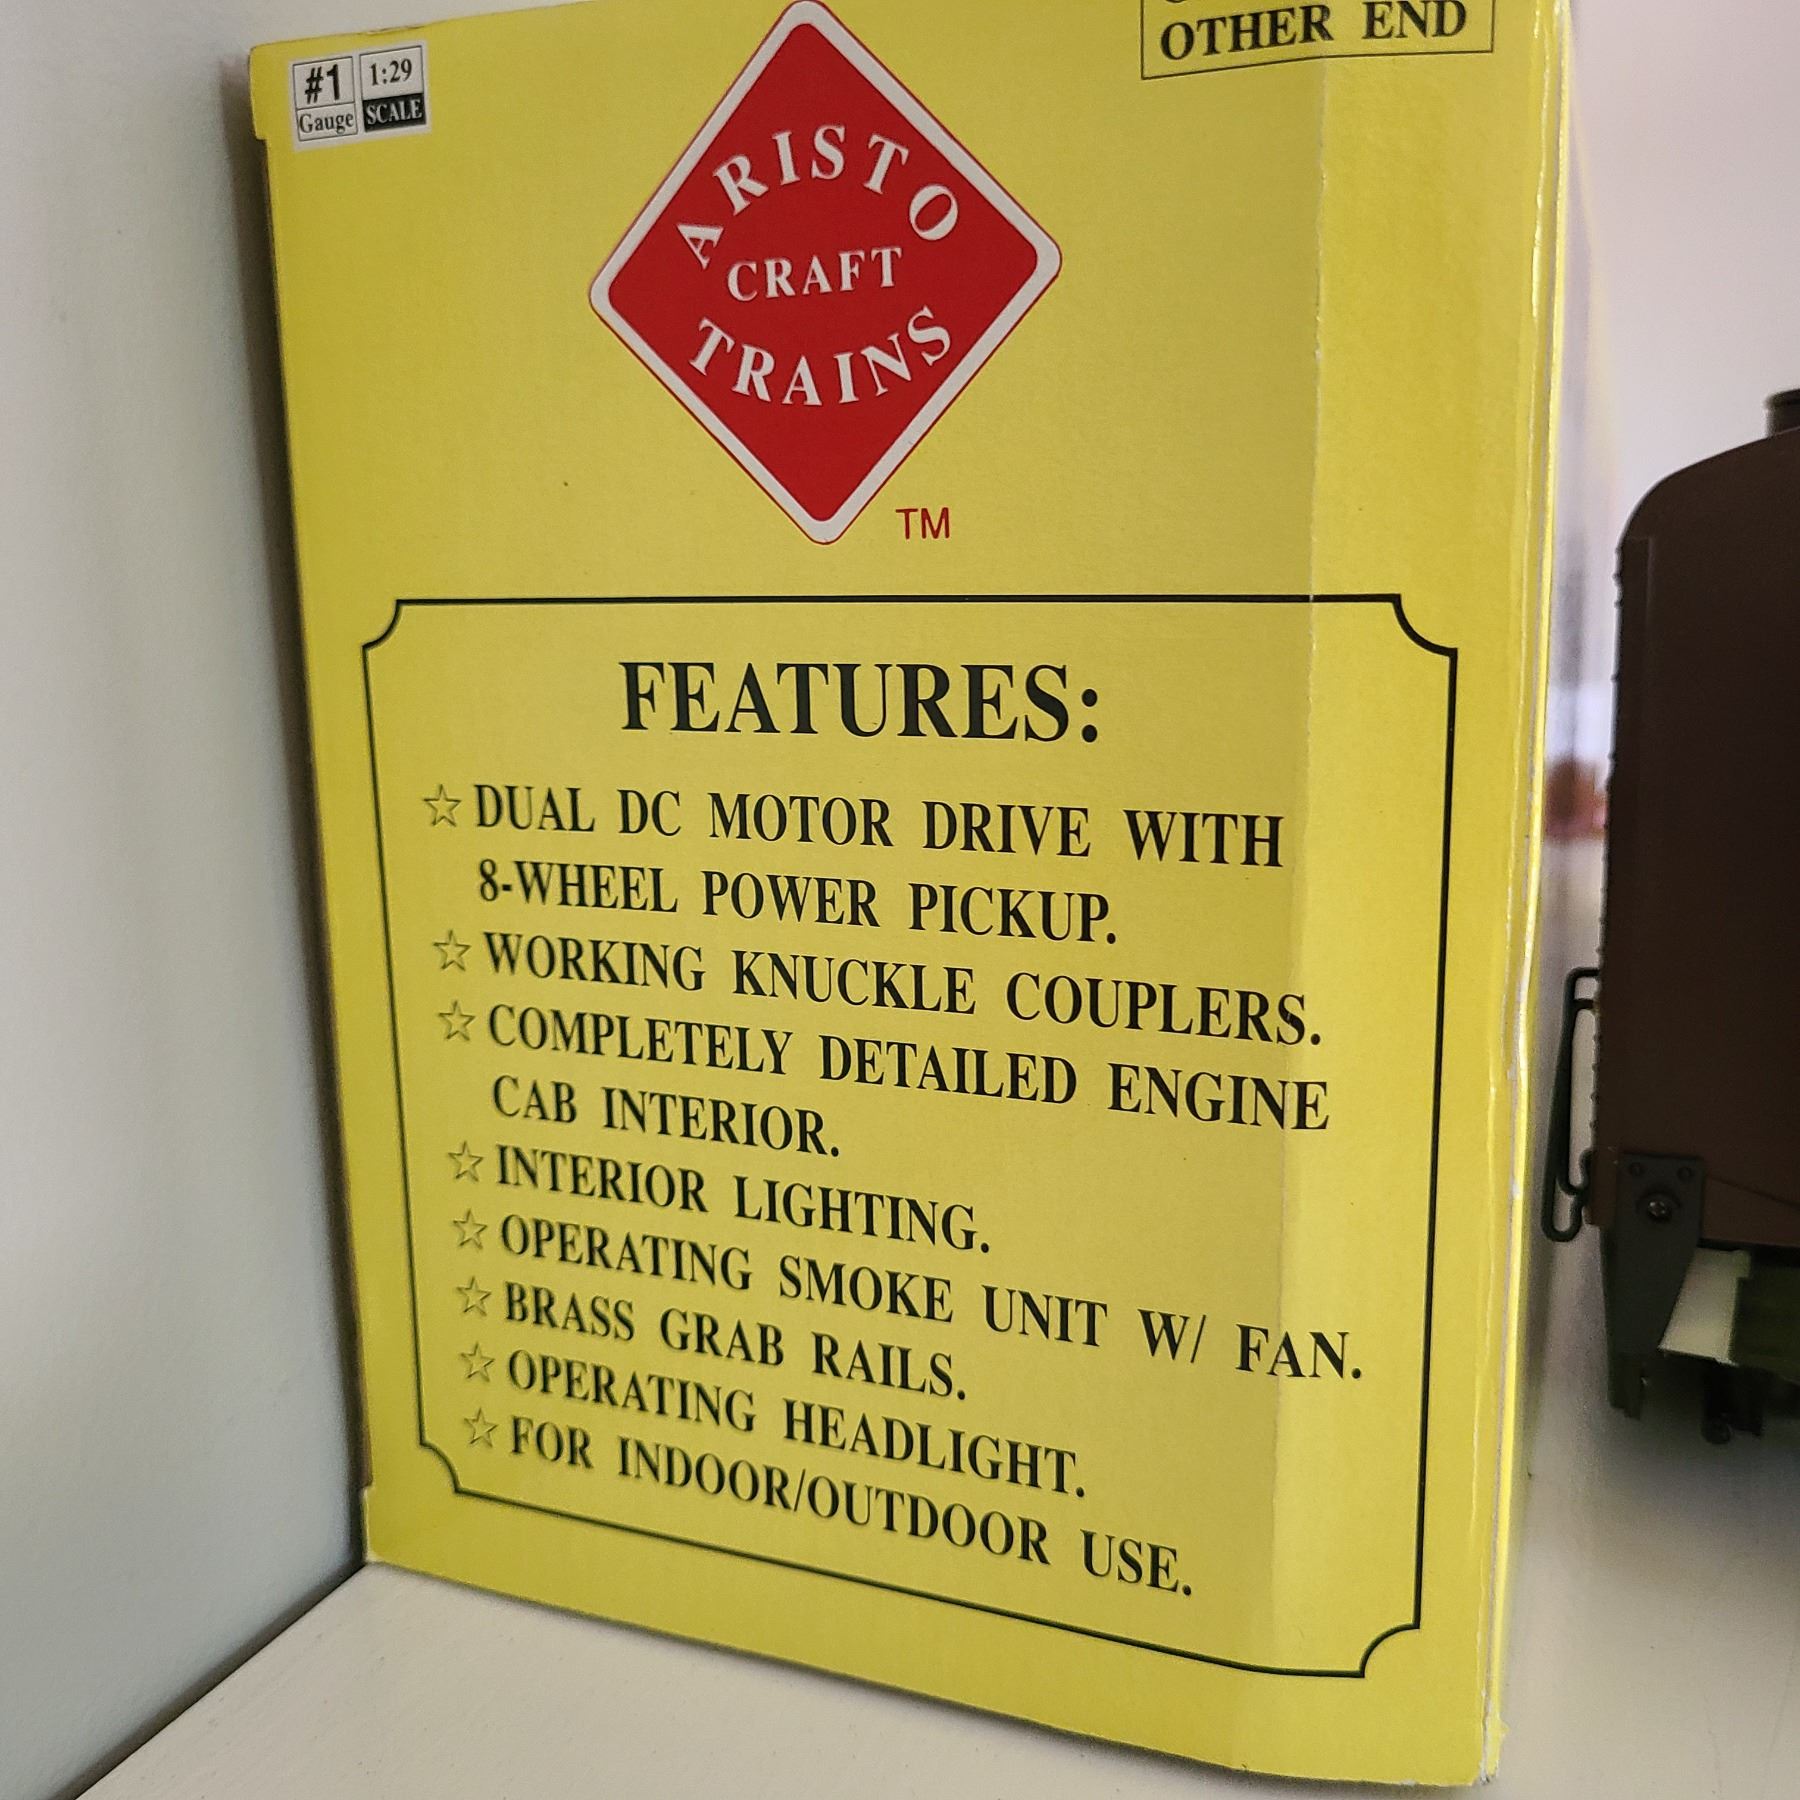 OTHER END
#1
Gauge
1:29
SCALE
ARISTO
CRAFT
TRAINS
TM
FEATURES:
☆ DUAL DC MOTOR DRIVE WITH
8-WHEEL POWER PICKUP.
☆ WORKING KNUCKLE COUPLERS.
☆ COMPLETELY DETAILED ENGINE
CAB INTERIOR.
☆ INTERIOR LIGHTING.
☆ OPERATING SMOKE UNIT W/ FAN.
☆ BRASS GRAB RAILS.
☆ OPERATING HEADLIGHT.
☆ FOR INDOOR/OUTDOOR USE.